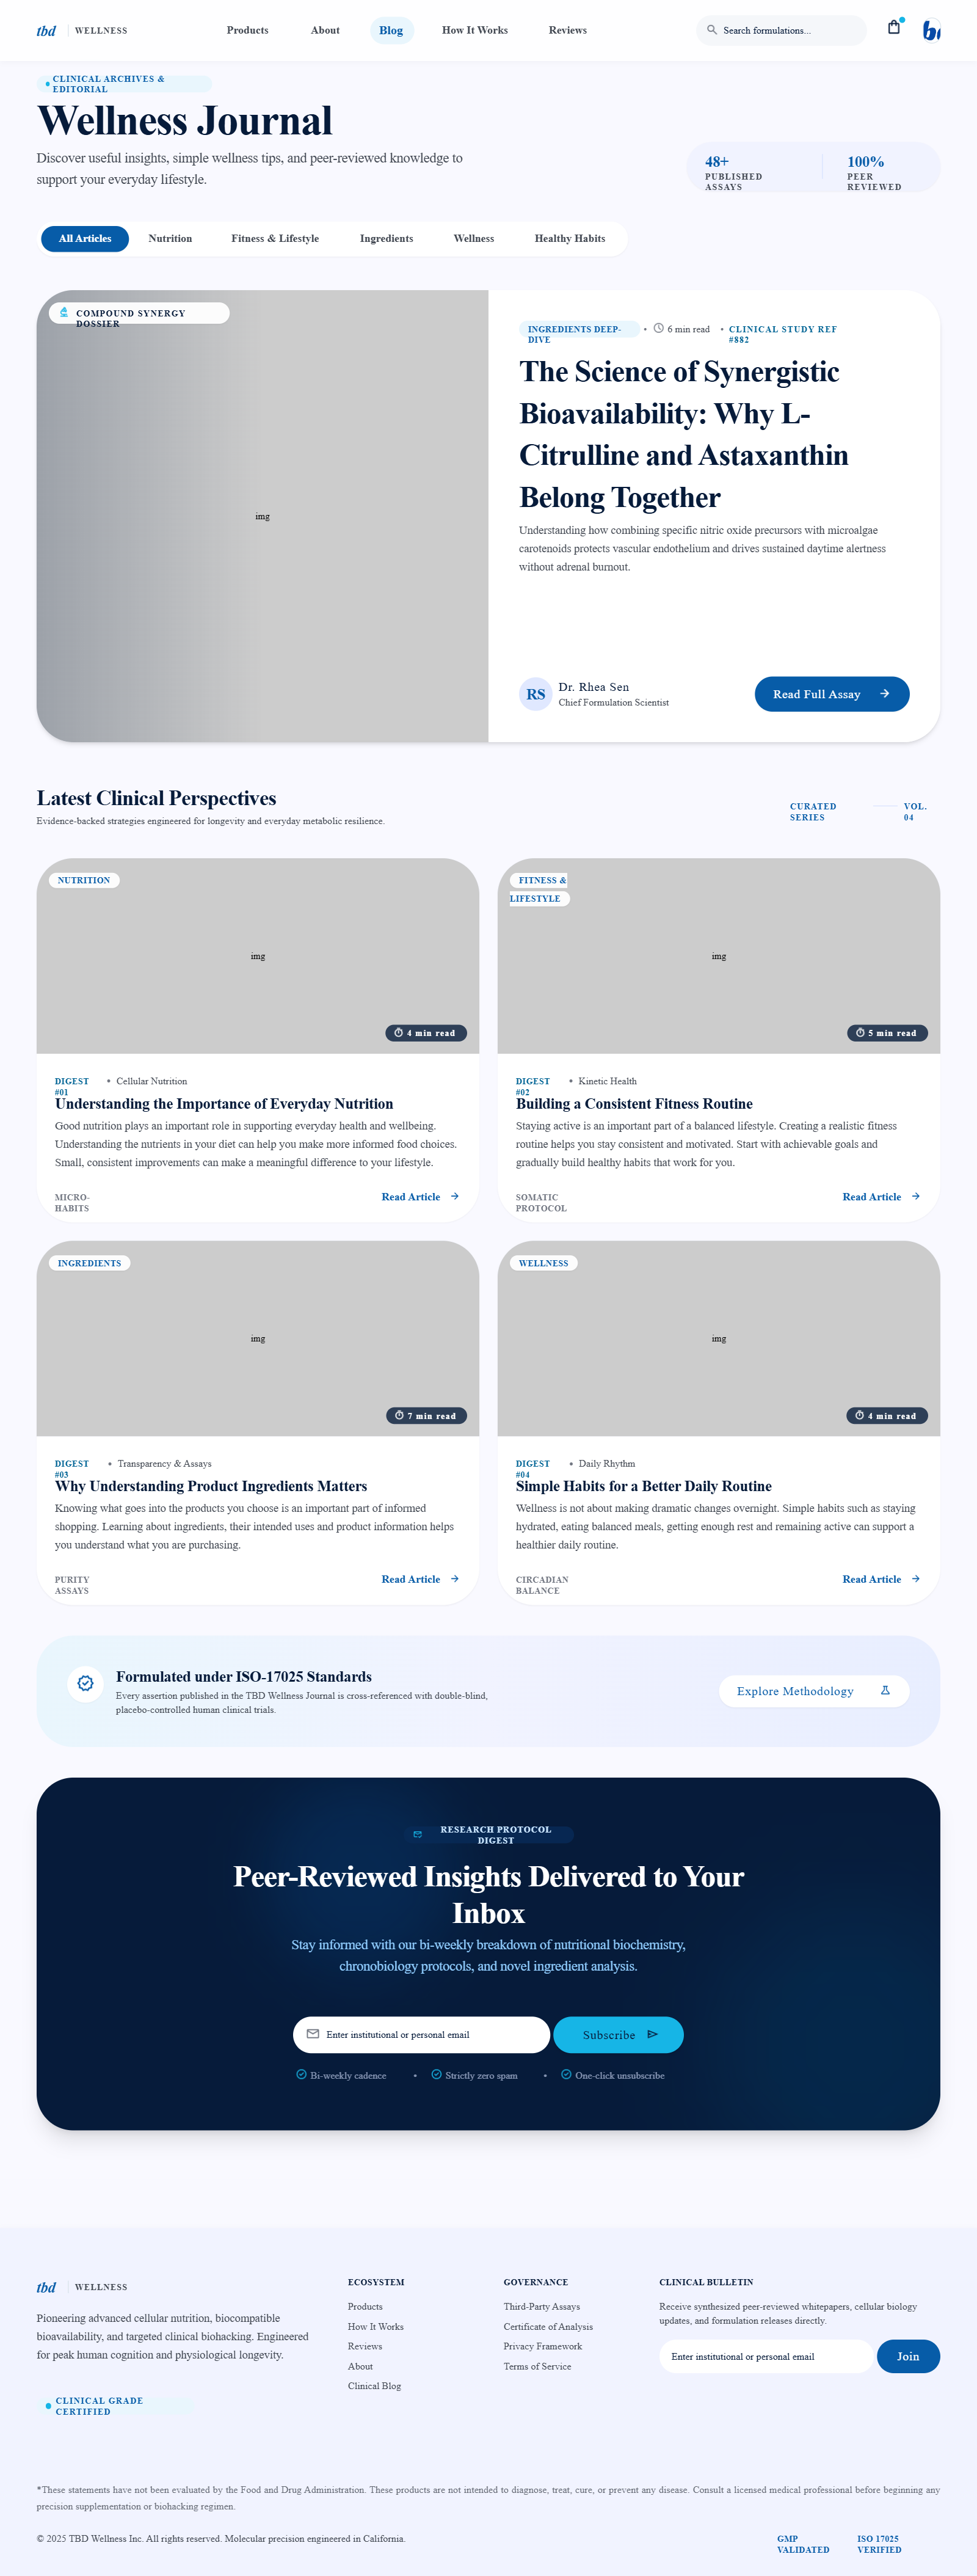 tbd WELLNESS Products About Blog How It Works Reviews Search formulations...
CLINICAL ARCHIVES &
EDITORIAL
Wellness Journal
Discover useful insights, simple wellness tips, and peer-reviewed knowledge to
support your everyday lifestyle.
48+ 100%
PUBLISHED PEER
ASSAYS REVIEWED
All Articles Nutrition Fitness & Lifestyle Ingredients Wellness Healthy Habits
COMPOUND SYNERGY
DOSSIER
img
INGREDIENTS DEEP- • 6 min read • CLINICAL STUDY REF
DIVE #882
The Science of Synergistic
Bioavailability: Why L-
Citrulline and Astaxanthin
Belong Together
Understanding how combining specific nitric oxide precursors with microalgae
carotenoids protects vascular endothelium and drives sustained daytime alertness
without adrenal burnout.
RS Dr. Rhea Sen
Chief Formulation Scientist
Read Full Assay
Latest Clinical Perspectives
Evidence-backed strategies engineered for longevity and everyday metabolic resilience.
CURATED VOL.
SERIES 04
NUTRITION
img
4 min read
DIGEST • Cellular Nutrition
#01
Understanding the Importance of Everyday Nutrition
Good nutrition plays an important role in supporting everyday health and wellbeing.
Understanding the nutrients in your diet can help you make more informed food choices.
Small, consistent improvements can make a meaningful difference to your lifestyle.
MICRO-
HABITS
Read Article
FITNESS &
LIFESTYLE
img
5 min read
DIGEST • Kinetic Health
#02
Building a Consistent Fitness Routine
Staying active is an important part of a balanced lifestyle. Creating a realistic fitness
routine helps you stay consistent and motivated. Start with achievable goals and
gradually build healthy habits that work for you.
SOMATIC
PROTOCOL
Read Article
INGREDIENTS
img
7 min read
DIGEST • Transparency & Assays
#03
Why Understanding Product Ingredients Matters
Knowing what goes into the products you choose is an important part of informed
shopping. Learning about ingredients, their intended uses and product information helps
you understand what you are purchasing.
PURITY
ASSAYS
Read Article
WELLNESS
img
4 min read
DIGEST • Daily Rhythm
#04
Simple Habits for a Better Daily Routine
Wellness is not about making dramatic changes overnight. Simple habits such as staying
hydrated, eating balanced meals, getting enough rest and remaining active can support a
healthier daily routine.
CIRCADIAN
BALANCE
Read Article
Formulated under ISO-17025 Standards
Every assertion published in the TBD Wellness Journal is cross-referenced with double-blind,
placebo-controlled human clinical trials.
Explore Methodology
RESEARCH PROTOCOL
DIGEST
Peer-Reviewed Insights Delivered to Your
Inbox
Stay informed with our bi-weekly breakdown of nutritional biochemistry,
chronobiology protocols, and novel ingredient analysis.
Enter institutional or personal email Subscribe
Bi-weekly cadence • Strictly zero spam • One-click unsubscribe
tbd WELLNESS
Pioneering advanced cellular nutrition, biocompatible
bioavailability, and targeted clinical biohacking. Engineered
for peak human cognition and physiological longevity.
CLINICAL GRADE
CERTIFIED
ECOSYSTEM
Products
How It Works
Reviews
About
Clinical Blog
GOVERNANCE
Third-Party Assays
Certificate of Analysis
Privacy Framework
Terms of Service
CLINICAL BULLETIN
Receive synthesized peer-reviewed whitepapers, cellular biology
updates, and formulation releases directly.
Enter institutional or personal email Join
*These statements have not been evaluated by the Food and Drug Administration. These products are not intended to diagnose, treat, cure, or prevent any disease. Consult a licensed medical professional before beginning any
precision supplementation or biohacking regimen.
© 2025 TBD Wellness Inc. All rights reserved. Molecular precision engineered in California.
GMP ISO 17025
VALIDATED VERIFIED